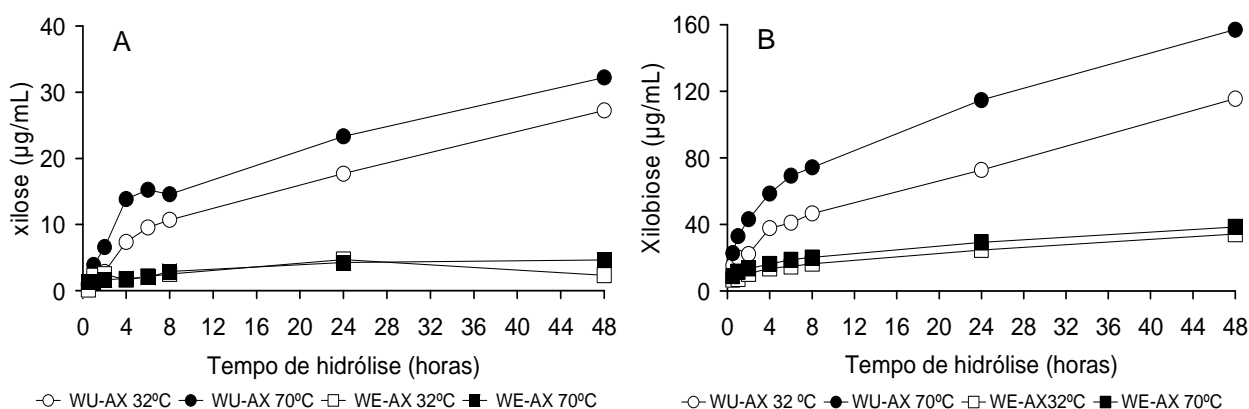 A
xilose (µg/mL)
40
30
20
10
0
0 4 8 12 16 20 24 28 32 36 40 44 48
Tempo de hidrólise (horas)
WU-AX 32ºC WU-AX 70ºC WE-AX 32ºC WE-AX 70ºC
B
Xilobiose (µg/mL)
160
120
80
40
0
0 4 8 12 16 20 24 28 32 36 40 44 48
Tempo de hidrólise (horas)
WU-AX 32 ºC WU-AX 70ºC WE-AX32ºC WE-AX 70ºC